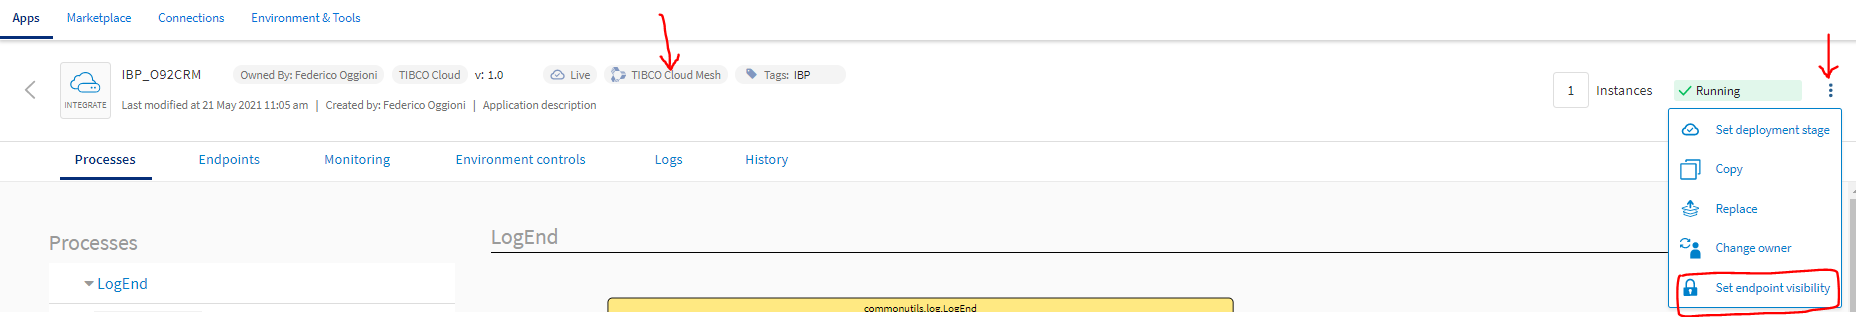 Apps Marketplace Connections Environment & Tools
INTEGRATE
IBP_O92CRM Owned By: Federico Oggioni TIBCO Cloud v: 1.0 Live TIBCO Cloud Mesh Tags: IBP
Last modified at 21 May 2021 11:05 am | Created by: Federico Oggioni | Application description
1 Instances Running
Set deployment stage
Copy
Replace
Change owner
Set endpoint visibility
Processes Endpoints Monitoring Environment controls Logs History
Processes
LogEnd
LogEnd
commonutils.log.LogEnd